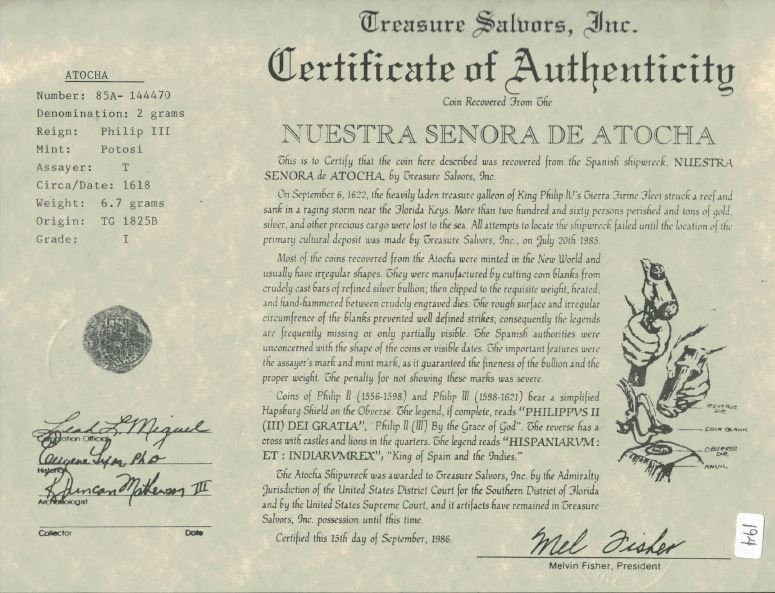 Treasure Salvors, Inc.
Certificate of Authenticity
Coin Recovered From The
NUESTRA SENORA DE ATOCHA
ATOCHA
Number: 85A- 144470
Denomination: 2 grams
Reign: Philip III
Mint: Potosi
Assayer: T
Circa/Date: 1618
Weight: 6.7 grams
Origin: TG 1825B
Grade: I
This is to Certify that the coin here described was recovered from the Spanish shipwreck, NUESTRA
SENORA de ATOCHA, by Treasure Salvors, Inc.
On September 6, 1622, the heavily laden treasure galleon of King Philip IV's Tierra Firme Fleet struck a reef and
sank in a raging storm near the Florida Keys. More than two hundred and sixty persons perished and tons of gold,
silver, and other precious cargo were lost to the sea. All attempts to locate the shipwreck failed until the location of the
primary cultural deposit was made by Treasure Salvors, Inc., on July 20th 1985.
Most of the coins recovered from the Atocha were minted in the New World and
usually have irregular shapes. They were manufactured by cutting coin blanks from
crudely cast bars of refined silver bullion; then clipped to the requisite weight, heated,
and hand-hammered between crudely engraved dies. The rough surface and irregular
circumfrence of the blanks prevented well defined strikes; consequently the legends
are frequently missing or only partially visible. The Spanish authorities were
unconcerned with the shape of the coins or visible dates. The important features were
the assayer's mark and mint mark, as it guaranteed the fineness of the bullion and the
proper weight. The penalty for not showing these marks was severe.
Coins of Philip II (1556-1598) and Philip III (1598-1621) bear a simplified
Hapsburg Shield on the Obverse. The legend, if complete, reads "PHILIPPVS II
(III) DEI GRATIA", "Philip II (III) By the Grace of God". The reverse has a
cross with castles and lions in the quarters. The legend reads "HISPANIARVM :
ET : INDIARVMREX", "King of Spain and the Indies."
The Atocha Shipwreck was awarded to Treasure Salvors, Inc. by the Admiralty
Jurisdiction of the United States District Court for the Southern District of Florida
and by the United States Supreme Court, and it artifacts have remained in Treasure
Salvors, Inc. possession until this time.
Certified this 15th day of September, 1986.
REVERSE
DIE
COIN BLANK
OBVERSE
DIE
ANVIL
Leah L. Miguel
Corporation Official
Eugene Lyon PhD
Historian
R. Duncan Mathewson III
Archaeologist
Collector Date
Mel Fisher
Melvin Fisher, President
194